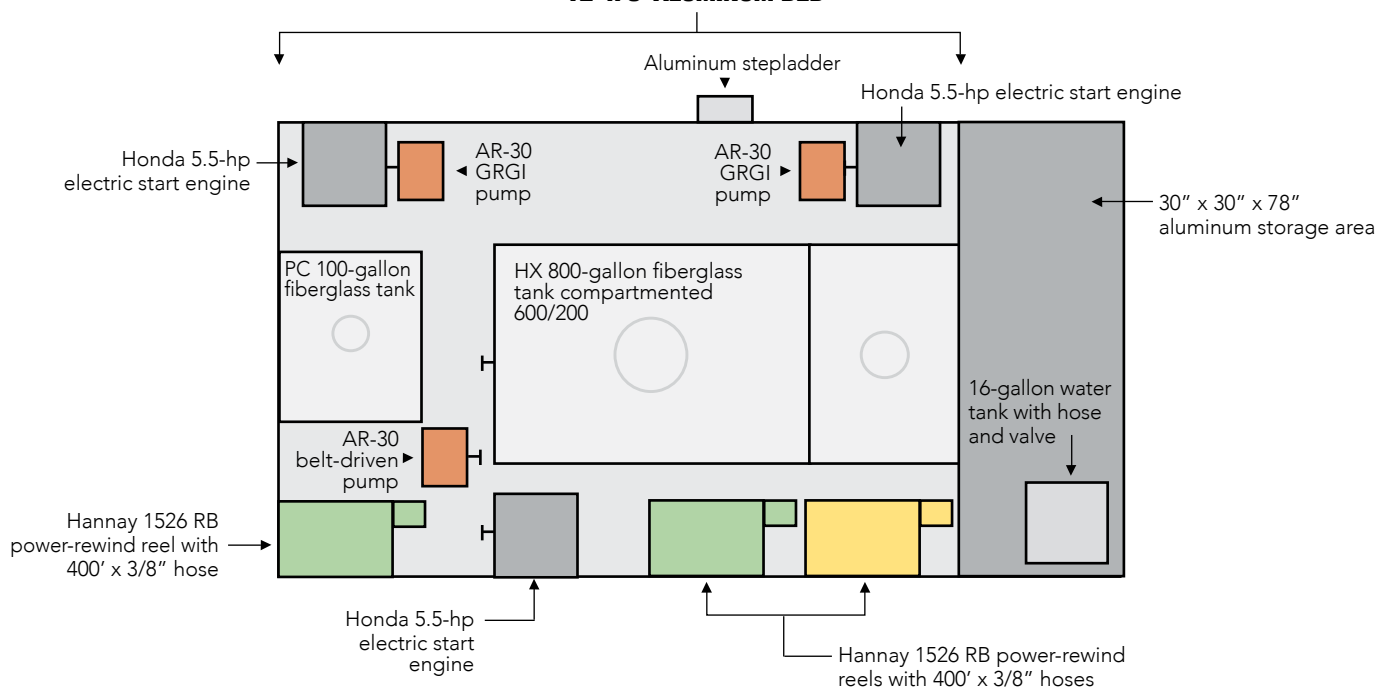 Aluminum stepladder
Honda 5.5-hp electric start engine
Honda 5.5-hp
electric start engine
AR-30
GRGI
pump
AR-30
GRGI
pump
30” x 30” x 78”
aluminum storage area
PC 100-gallon
fiberglass tank
HX 800-gallon fiberglass
tank compartmented
600/200
16-gallon water
tank with hose
and valve
AR-30
belt-driven
pump
Hannay 1526 RB
power-rewind reel with
400’ x 3/8” hose
Honda 5.5-hp
electric start
engine
Hannay 1526 RB power-rewind
reels with 400’ x 3/8” hoses